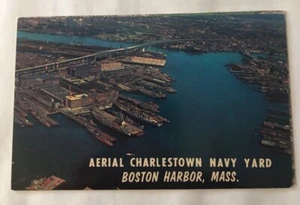 AERIAL CHARLESTOWN NAVY YARD
BOSTON HARBOR, MASS.